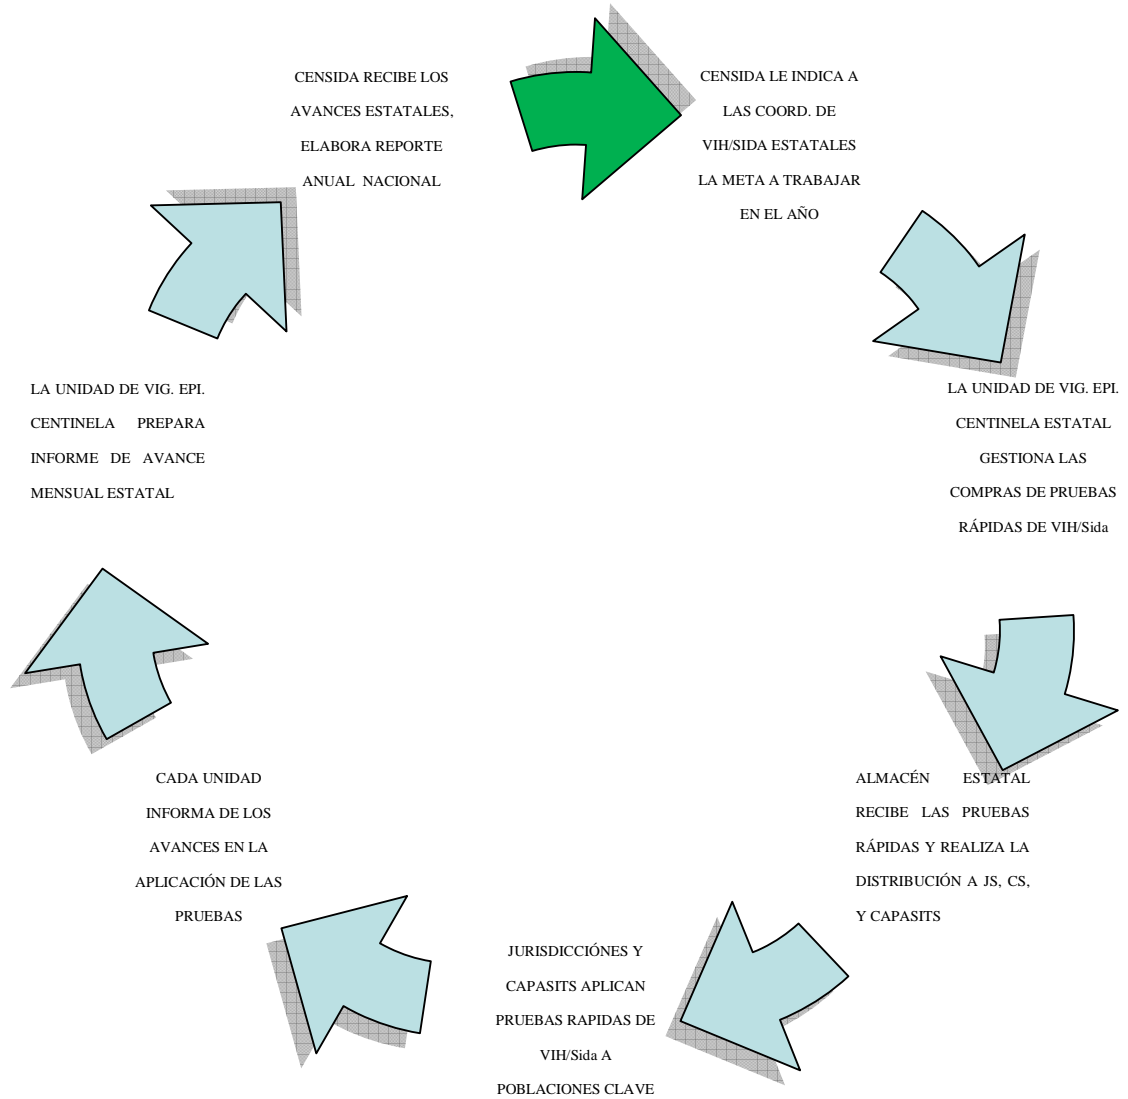 CENSIDA RECIBE LOS
AVANCES ESTATALES,
ELABORA REPORTE
ANUAL NACIONAL
CENSIDA LE INDICA A
LAS COORD. DE
VIH/SIDA ESTATALES
LA META A TRABAJAR
EN EL AÑO
LA UNIDAD DE VIG. EPI.
CENTINELA ESTATAL
GESTIONA LAS
COMPRAS DE PRUEBAS
RÁPIDAS DE VIH/Sida
ALMACÉN ESTATAL
RECIBE LAS PRUEBAS
RÁPIDAS Y REALIZA LA
DISTRIBUCIÓN A JS, CS,
Y CAPASITS
JURISDICCIÓNES Y
CAPASITS APLICAN
PRUEBAS RAPIDAS DE
VIH/Sida A
POBLACIONES CLAVE
CADA UNIDAD
INFORMA DE LOS
AVANCES EN LA
APLICACIÓN DE LAS
PRUEBAS
LA UNIDAD DE VIG. EPI.
CENTINELA PREPARA
INFORME DE AVANCE
MENSUAL ESTATAL